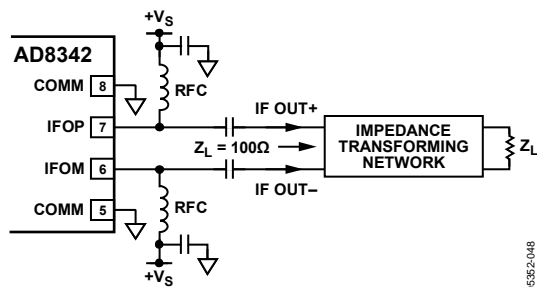 +VS
AD8342
COMM 8
RFC
IFOP 7
IF OUT+
ZL = 100Ω
IMPEDANCE
TRANSFORMING
NETWORK
ZL
IFOM 6
IF OUT–
COMM 5
RFC
+VS
05352-048